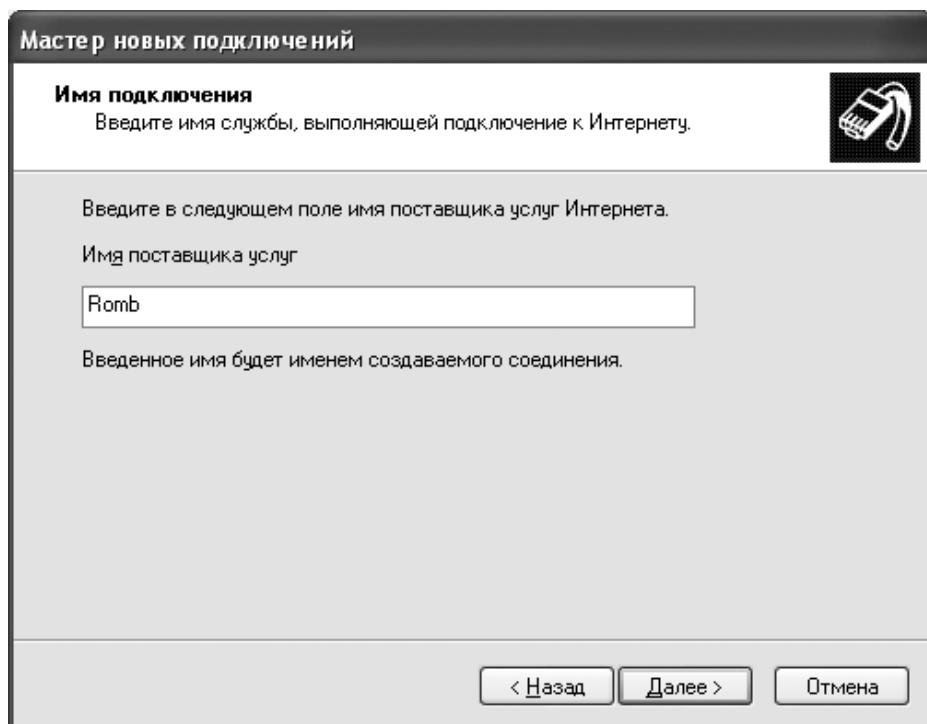 Мастер новых подключений
Имя подключения
Введите имя службы, выполняющей подключение к Интернету.
Введите в следующем поле имя поставщика услуг Интернета.
Имя поставщика услуг
Romb
Введенное имя будет именем создаваемого соединения.
< Назад Далее > Отмена